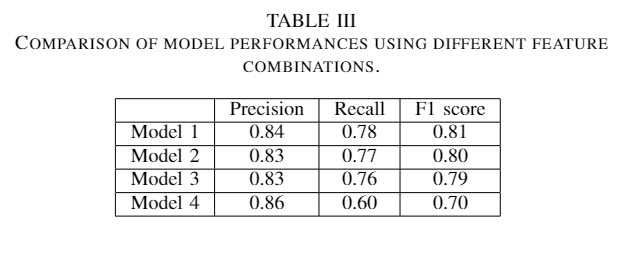 TABLE III
COMPARISON OF MODEL PERFORMANCES USING DIFFERENT FEATURE
COMBINATIONS.
Precision Recall F1 score
Model 1 0.84 0.78 0.81
Model 2 0.83 0.77 0.80
Model 3 0.83 0.76 0.79
Model 4 0.86 0.60 0.70